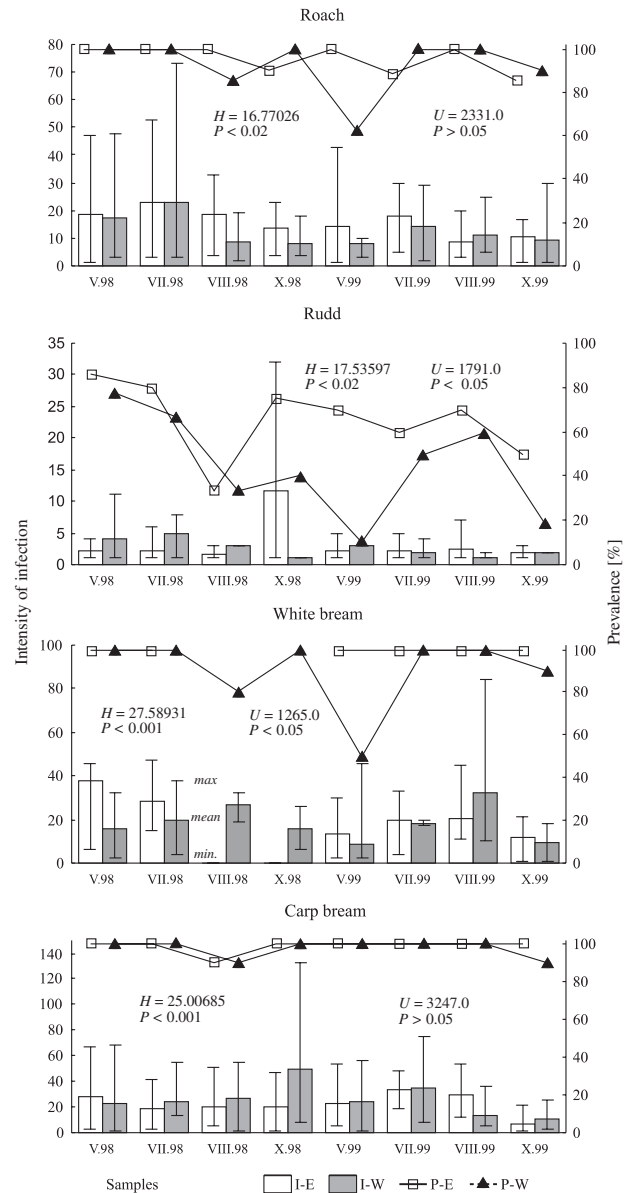 Roach
80 100
70
60 80
50 H = 16.77026 U = 2331.0
P < 0.02 P > 0.05 60
40
30 40
20
10 20
0 0
V.98 VII.98 VIII.98 X.98 V.99 VII.99 VIII.99 X.99
Rudd
35 100
30 H = 17.53597 U = 1791.0
P < 0.02 P < 0.05 80
25
20 60
15 40
10
5 20
0 0
V.98 VII.98 VIII.98 X.98 V.99 VII.99 VIII.99 X.99
Intensity of infection
Prevalence [%]
White bream
100 100
80 80
H = 27.58931 U = 1265.0
P < 0.001 P < 0.05
60 60
40 max 40
20 mean 20
0 min. 0
V.98 VII.98 VIII.98 X.98 V.99 VII.99 VIII.99 X.99
Carp bream
140 100
120 80
100 H = 25.00685 U = 3247.0
P < 0.001 P > 0.05
80 60
60 40
40
20 20
0 0
V.98 VII.98 VIII.98 X.98 V.99 VII.99 VIII.99 X.99
Samples I-E I-W P-E P-W